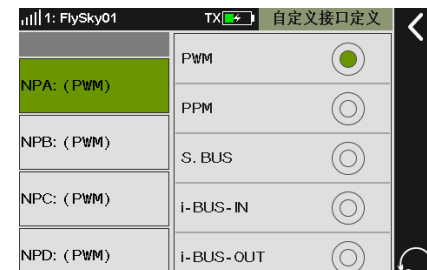 1: FlySky01
TX
自定义接口定义
NPA: (PWM)
NPB: (PWM)
NPC: (PWM)
NPD: (PWM)
PWM
PPM
S.BUS
i-BUS-IN
i-BUS-OUT